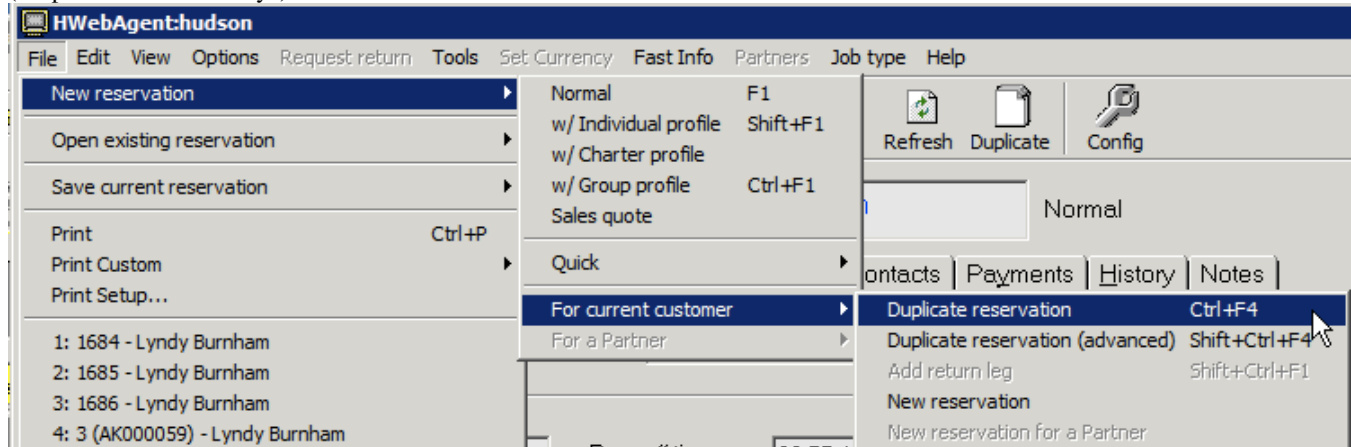 HWebAgent:hudson
File Edit View Options Request return Tools Set Currency Fast Info Partners Job type Help
New reservation
Open existing reservation
Save current reservation
Print Ctrl+P
Print Custom
Print Setup...
1: 1684 - Lyndy Burnham
2: 1685 - Lyndy Burnham
3: 1686 - Lyndy Burnham
4: 3 (AK000059) - Lyndy Burnham
Normal F1
w/ Individual profile Shift+F1
w/ Charter profile
w/ Group profile Ctrl+F1
Sales quote
Quick
For current customer
For a Partner
Refresh Duplicate Config
Normal
ontacts Payments History Notes
Duplicate reservation Ctrl+F4
Duplicate reservation (advanced) Shift+Ctrl+F4
Add return leg Shift+Ctrl+F1
New reservation
New reservation for a Partner